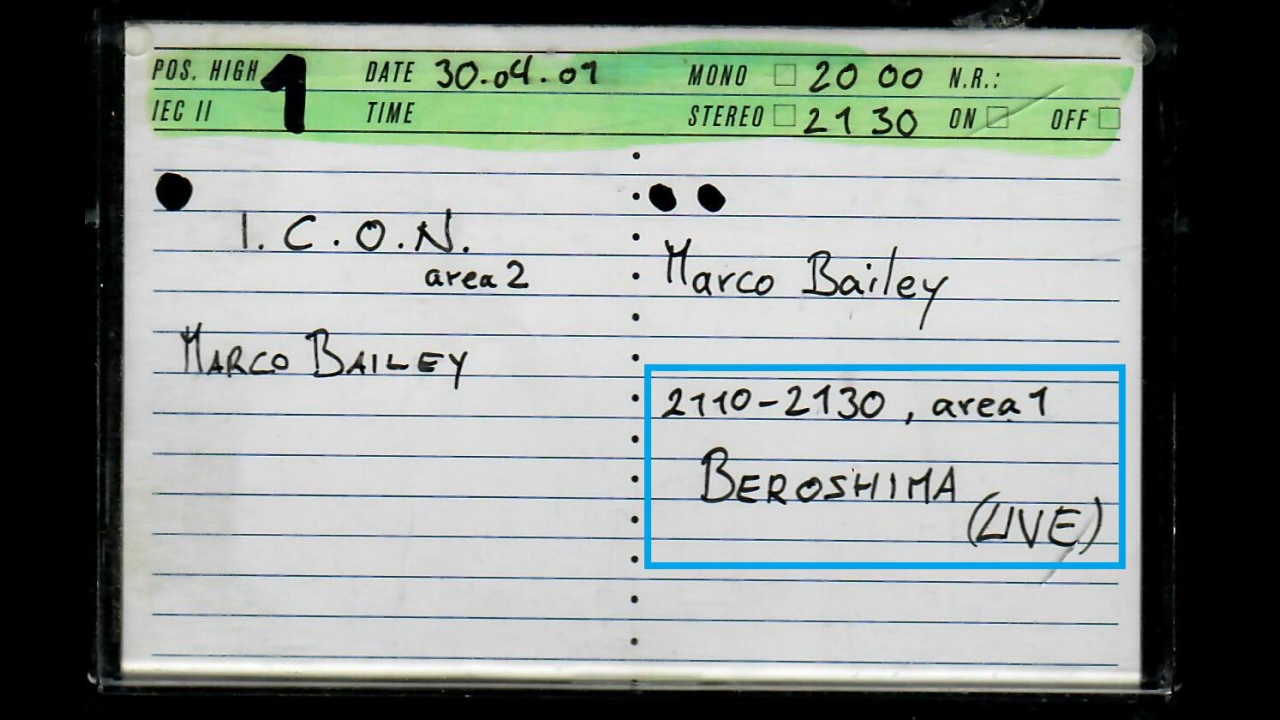 POS. HIGH 1 DATE 30.04.01 MONO 20 00 N.R.:
IEC II TIME STEREO 21 30 ON OFF
I.C.O.N.
area 2
MARCO BAILEY
Marco Bailey
2110-2130, area 1
BEROSHIMA
(LIVE)